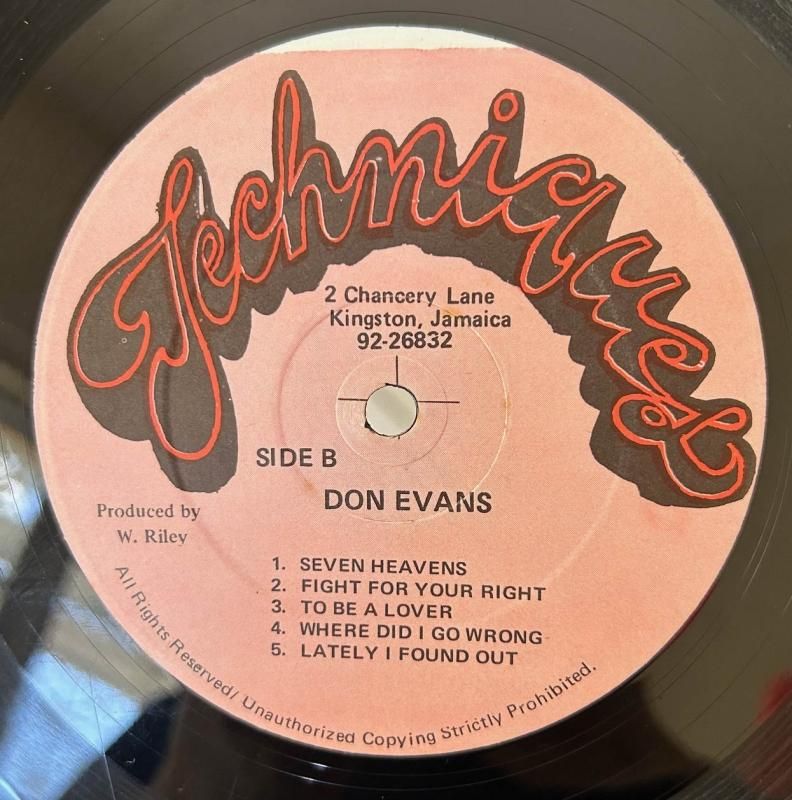 Techniques
2 Chancery Lane
Kingston, Jamaica
92-26832
SIDE B
DON EVANS
Produced by
W. Riley
1. SEVEN HEAVENS
2. FIGHT FOR YOUR RIGHT
3. TO BE A LOVER
4. WHERE DID I GO WRONG
5. LATELY I FOUND OUT
All Rights Reserved/ Unauthorized Copying Strictly Prohibited.